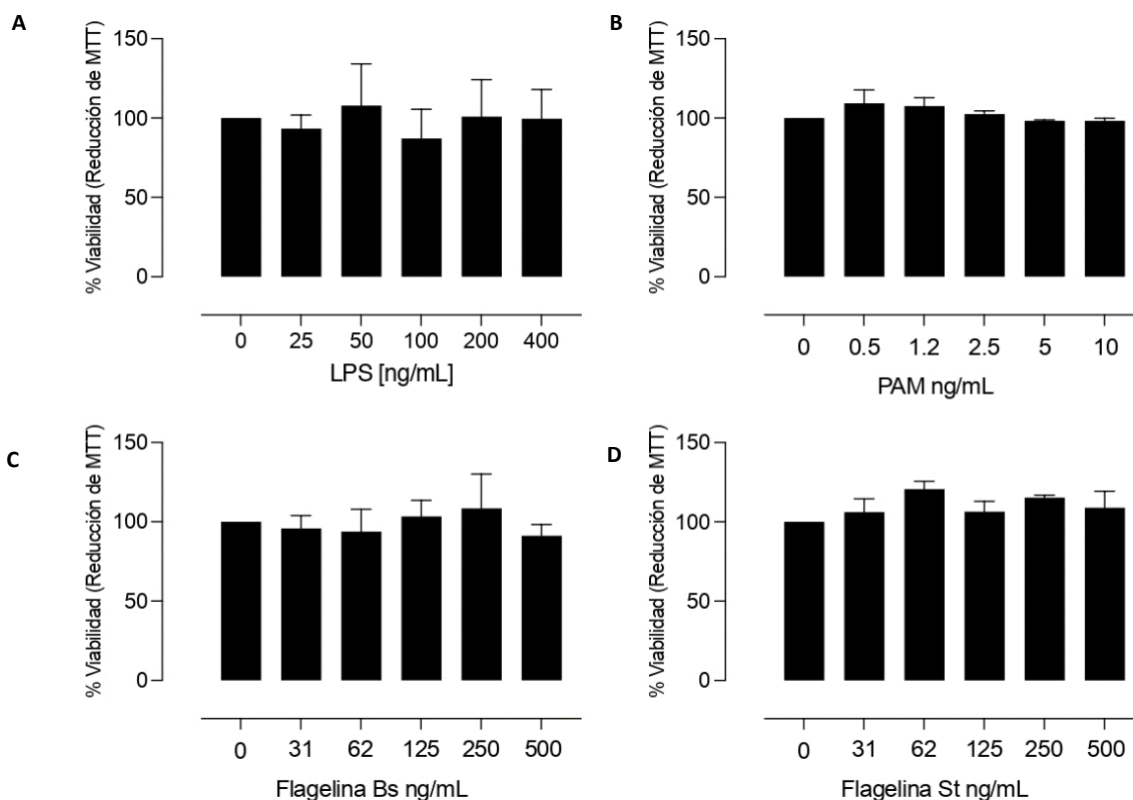 A
% Viabilidad (Reducción de MTT)
150
100
50
0
0 25 50 100 200 400
LPS [ng/mL]
B
% Viabilidad (Reducción de MTT)
150
100
50
0
0 0.5 1.2 2.5 5 10
PAM ng/mL
C
% Viabilidad (Reducción de MTT)
150
100
50
0
0 31 62 125 250 500
Flagelina Bs ng/mL
D
% Viabilidad (Reducción de MTT)
150
100
50
0
0 31 62 125 250 500
Flagelina St ng/mL